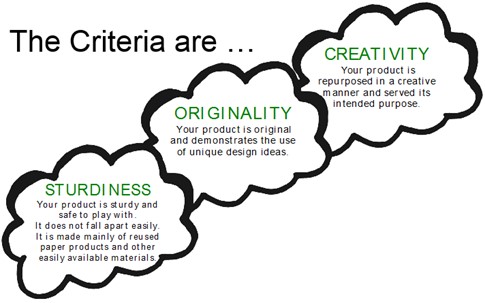 The Criteria are ...
CREATIVITY
Your product is
repurposed in a creative
manner and served its
intended purpose.
ORIGINALITY
Your product is original
and demonstrates the use
of unique design ideas.
STURDINESS
Your product is sturdy and
safe to play with.
It does not fall apart easily.
It is made mainly of reused
paper products and other
easily available materials.